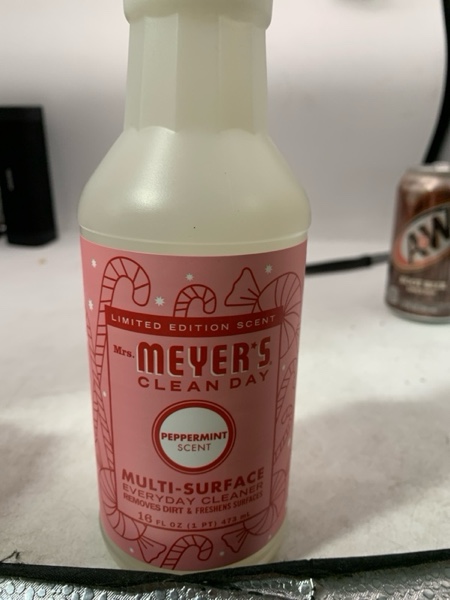 LIMITED EDITION SCENT
Mrs. MEYER'S
CLEAN DAY
PEPPERMINT
SCENT
MULTI-SURFACE
EVERYDAY CLEANER
REMOVES DIRT & FRESHENS SURFACES
16 FL OZ (1 PT) 473 mL
A&W